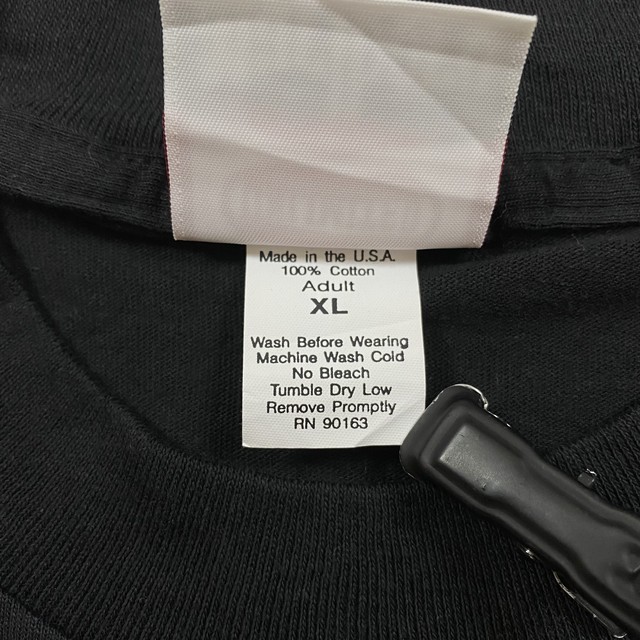 Made in the U.S.A.
100% Cotton
Adult
XL
Wash Before Wearing
Machine Wash Cold
No Bleach
Tumble Dry Low
Remove Promptly
RN 90163